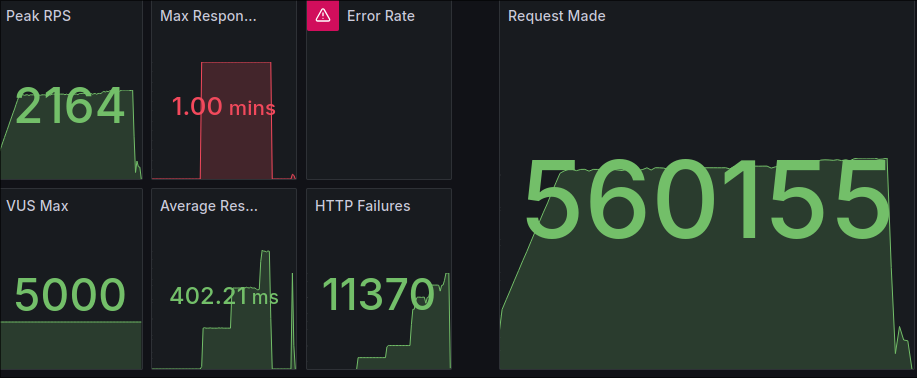 Peak RPS
2164
Max Respon...
1.00 mins
Error Rate
Request Made
560155
VUS Max
5000
Average Res...
402.21 ms
HTTP Failures
11370